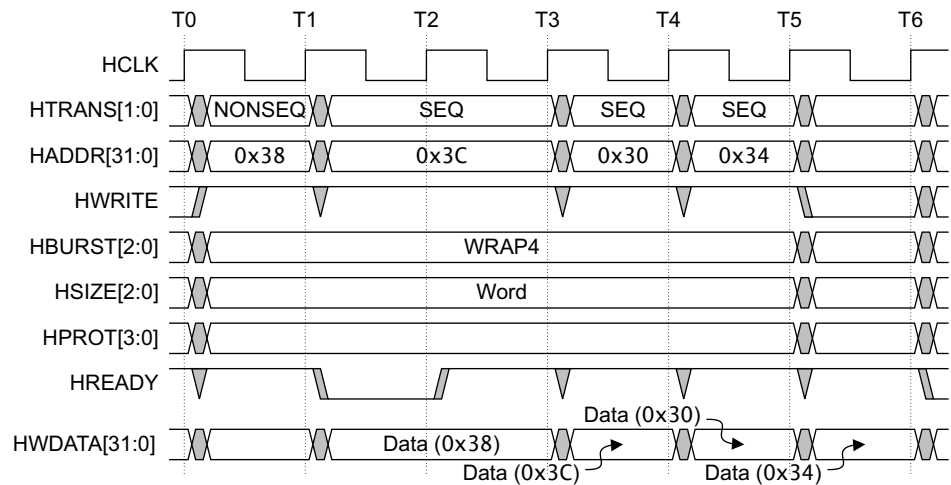 T0 T1 T2 T3 T4 T5 T6
HCLK
HTRANS[1:0] NONSEQ SEQ SEQ SEQ
HADDR[31:0] 0x38 0x3C 0x30 0x34
HWRITE
HBURST[2:0] WRAP4
HSIZE[2:0] Word
HPROT[3:0]
HREADY
Data (0x30)
HWDATA[31:0] Data (0x38)
Data (0x3C) Data (0x34)